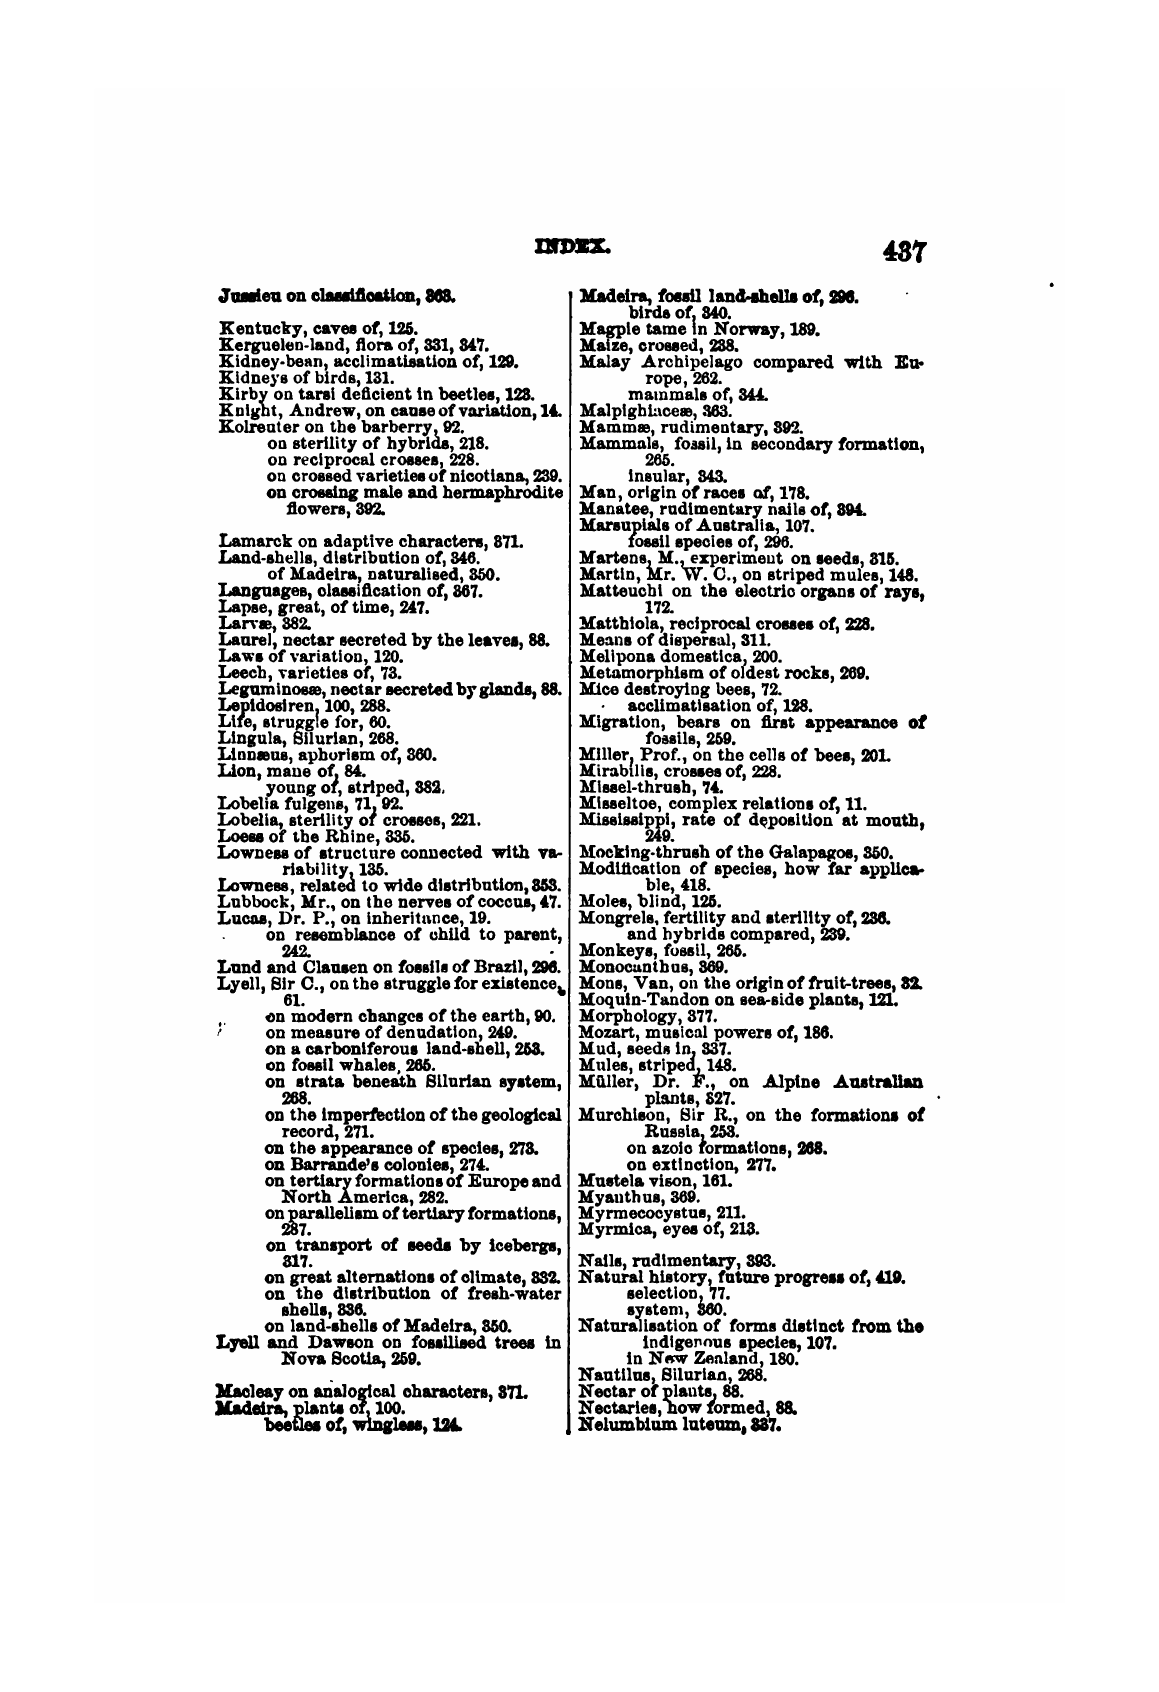 INDEX. 437
Jussieu on classification, 363.
Kentucky, caves of, 125.
Kerguelen-land, flora of, 331, 347.
Kidney-bean, acclimatisation of, 129.
Kidneys of birds, 131.
Kirby on tarsi deficient in beetles, 123.
Knight, Andrew, on cause of variation, 14.
Kolreuter on the barberry, 92.
on sterility of hybrids, 218.
on reciprocal crosses, 228.
on crossed varieties of nicotiana, 239.
on crossing male and hermaphrodite
flowers, 392.
Lamarck on adaptive characters, 371.
Land-shells, distribution of, 346.
of Madeira, naturalised, 350.
Languages, classification of, 367.
Lapse, great, of time, 247.
Larvæ, 382.
Laurel, nectar secreted by the leaves, 88.
Laws of variation, 120.
Leech, varieties of, 73.
Leguminosæ, nectar secreted by glands, 88.
Lepidosiren, 100, 288.
Life, struggle for, 60.
Lingula, Silurian, 268.
Linnæus, aphorism of, 360.
Lion, mane of, 84.
young of, striped, 382.
Lobelia fulgens, 71, 92.
Lobelia, sterility of crosses, 221.
Loess of the Rhine, 335.
Lowness of structure connected with va-
riability, 135.
Lowness, related to wide distribution, 353.
Lubbock, Mr., on the nerves of coccus, 47.
Lucas, Dr. P., on inheritance, 19.
on resemblance of child to parent,
242.
Lund and Clausen on fossils of Brazil, 296.
Lyell, Sir C., on the struggle for existence,
61.
on modern changes of the earth, 90.
on measure of denudation, 249.
on a carboniferous land-shell, 253.
on fossil whales, 265.
on strata beneath Silurian system,
268.
on the imperfection of the geological
record, 271.
on the appearance of species, 273.
on Barrande's colonies, 274.
on tertiary formations of Europe and
North America, 282.
on parallelism of tertiary formations,
287.
on transport of seeds by icebergs,
317.
on great alternations of climate, 332.
on the distribution of fresh-water
shells, 336.
on land-shells of Madeira, 350.
Lyell and Dawson on fossilised trees in
Nova Scotia, 259.
Macleay on analogical characters, 371.
Madeira, plants of, 100.
beetles of, wingless, 124.
Madeira, fossil land-shells of, 296.
birds of, 340.
Magpie tame in Norway, 189.
Maize, crossed, 238.
Malay Archipelago compared with Eu-
rope, 262.
mammals of, 344.
Malpighiaceæ, 363.
Mammæ, rudimentary, 392.
Mammals, fossil, in secondary formation,
265.
insular, 343.
Man, origin of races of, 178.
Manatee, rudimentary nails of, 394.
Marsupials of Australia, 107.
fossil species of, 296.
Martens, M., experiment on seeds, 315.
Martin, Mr. W. C., on striped mules, 148.
Matteuchi on the electric organs of rays,
172.
Matthiola, reciprocal crosses of, 228.
Means of dispersal, 311.
Melipona domestica, 200.
Metamorphism of oldest rocks, 269.
Mice destroying bees, 72.
acclimatisation of, 128.
Migration, bears on first appearance of
fossils, 259.
Miller, Prof., on the cells of bees, 201.
Mirabilis, crosses of, 228.
Missel-thrush, 74.
Misseltoe, complex relations of, 11.
Mississippi, rate of deposition at mouth,
249.
Mocking-thrush of the Galapagos, 350.
Modification of species, how far applica-
ble, 418.
Moles, blind, 125.
Mongrels, fertility and sterility of, 236.
and hybrids compared, 239.
Monkeys, fossil, 265.
Monocanthus, 369.
Mons, Van, on the origin of fruit-trees, 32.
Moquin-Tandon on sea-side plants, 121.
Morphology, 377.
Mozart, musical powers of, 186.
Mud, seeds in, 337.
Mules, striped, 148.
Müller, Dr. F., on Alpine Australian
plants, 327.
Murchison, Sir R., on the formations of
Russia, 253.
on azoic formations, 268.
on extinction, 277.
Mustela vison, 161.
Myanthus, 369.
Myrmecocystus, 211.
Myrmica, eyes of, 213.
Nails, rudimentary, 393.
Natural history, future progress of, 419.
selection, 77.
system, 360.
Naturalisation of forms distinct from the
indigenous species, 107.
in New Zealand, 180.
Nautilus, Silurian, 268.
Nectar of plants, 88.
Nectaries, how formed, 88.
Nelumbium luteum, 337.